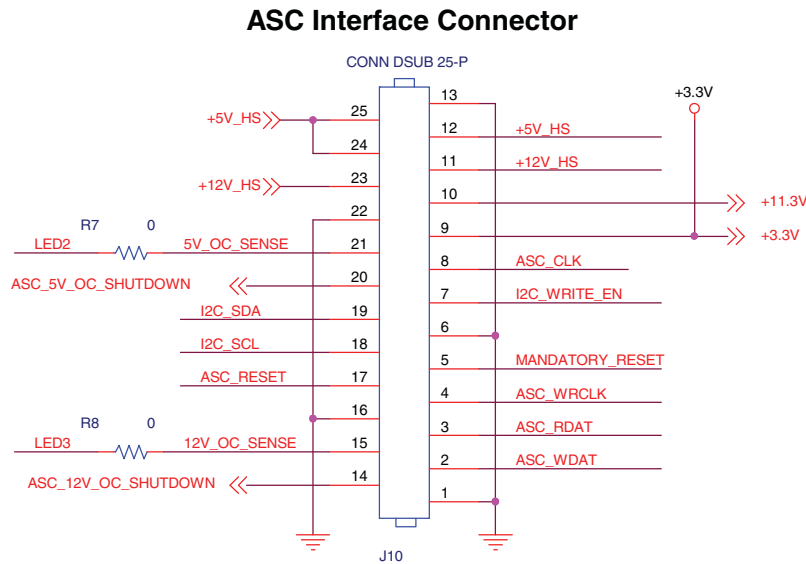 ASC Interface Connector
CONN DSUB 25-P
+5V_HS
25
24
+12V_HS
23
22
R7 0
LED2
5V_OC_SENSE
21
ASC_5V_OC_SHUTDOWN
20
I2C_SDA
19
I2C_SCL
18
ASC_RESET
17
16
R8 0
LED3
12V_OC_SENSE
15
ASC_12V_OC_SHUTDOWN
14
13
+3.3V
12
+5V_HS
11
+12V_HS
10
+11.3V
9
+3.3V
8
ASC_CLK
7
I2C_WRITE_EN
6
5
MANDATORY_RESET
4
ASC_WRCLK
3
ASC_RDAT
2
ASC_WDAT
1
J10